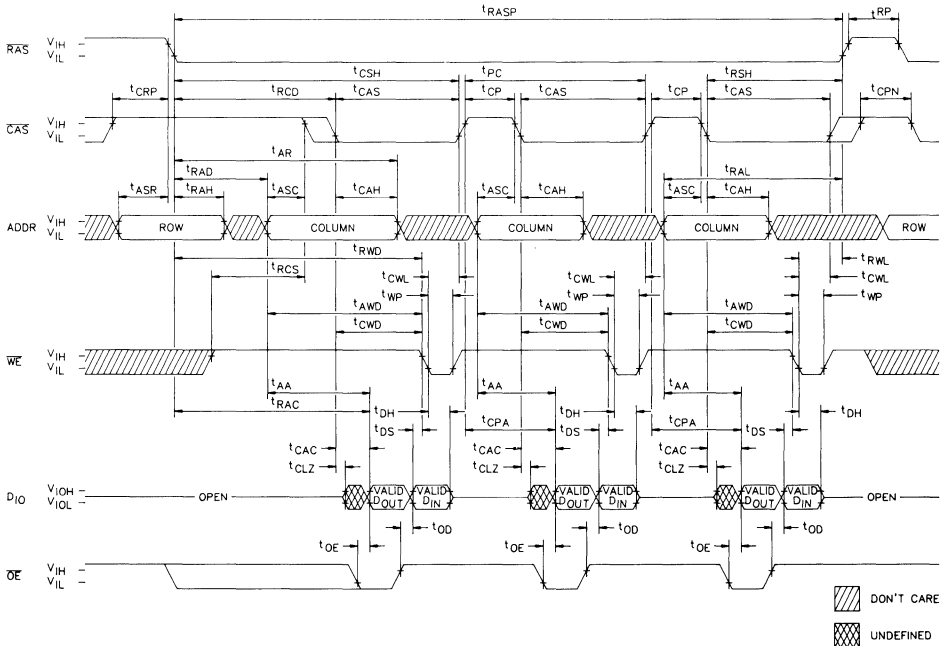 tRASP tRP
RAS VIH VIL
tCSH tPC tRSH
tCRP tRCD tCAS tCP tCAS tCP tCAS tCPN
CAS VIH VIL
tAR
tRAD tRAL
tASR tRAH tASC tCAH tASC tCAH tASC tCAH
ADDR VIH VIL ROW COLUMN COLUMN COLUMN ROW
tRWD tRWL
tRCS tCWL tCWL tCWL
tWP tWP tWP
tAWD tAWD tAWD
tCWD tCWD tCWD
WE VIH VIL
tAA tAA tAA
tRAC tDH tDH tDH
tDS tCPA tDS tCPA tDS
tCAC tCAC tCAC
tCLZ tCLZ tCLZ
DIO VIOH VIOL OPEN VALID DOUT VALID DIN VALID DOUT VALID DIN VALID DOUT VALID DIN OPEN
tOD tOD tOD
tOE tOE tOE
OE VIH VIL
DON'T CARE
UNDEFINED